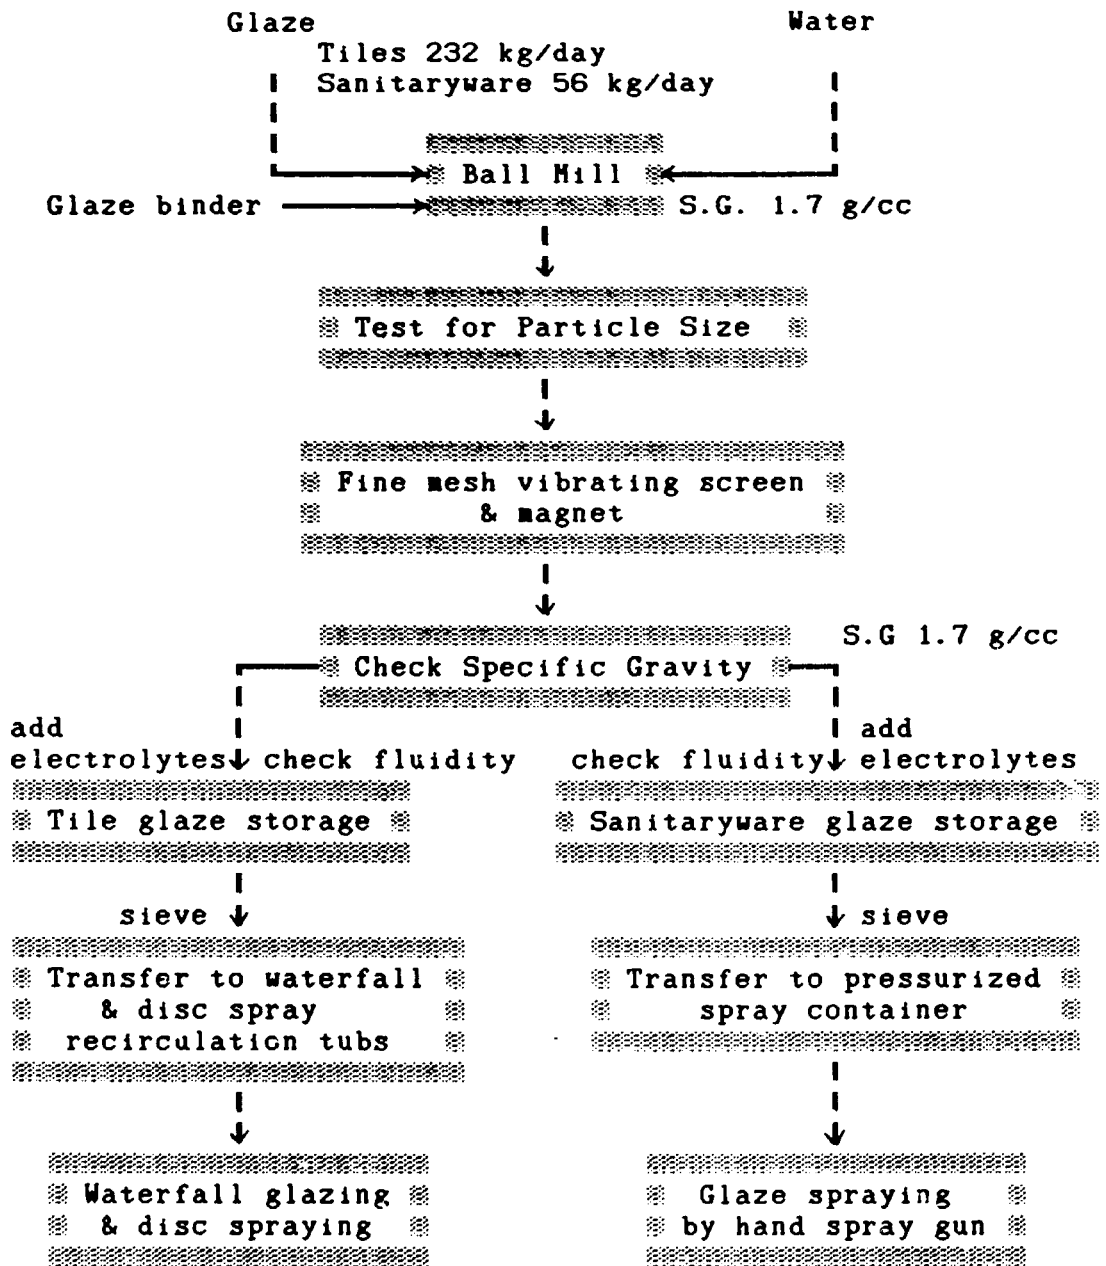 Glaze
Water
Tiles 232 kg/day
Sanitaryware 56 kg/day
Ball Mill
Glaze binder
S.G. 1.7 g/cc
Test for Particle Size
Fine mesh vibrating screen
& magnet
S.G 1.7 g/cc
Check Specific Gravity
add
electrolytes
check fluidity
check fluidity
add
electrolytes
Tile glaze storage
Sanitaryware glaze storage
sieve
sieve
Transfer to waterfall
& disc spray
recirculation tubs
Transfer to pressurized
spray container
Waterfall glazing
& disc spraying
Glaze spraying
by hand spray gun